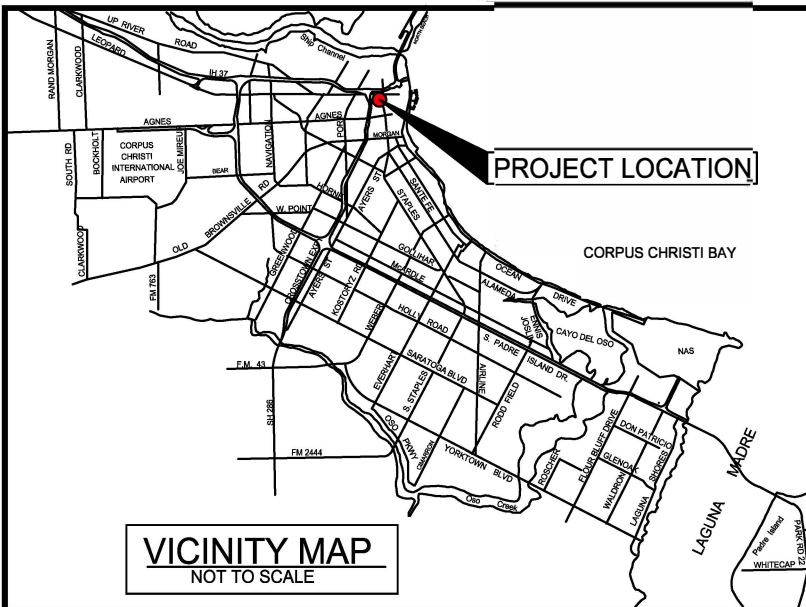 UP RIVER
ROAD
Ship Channel
LEOPARD
IH 37
RAND MORGAN
CLARKWOOD
AGNES
AGNES
PORT
NAVIGATION
MORGAN
PROJECT LOCATION
SOUTH RD
BOCKHOLT
CORPUS
CHRISTI
INTERNATIONAL
AIRPORT
JOE MIREUR
BEAR
CLARKWOOD
OLD
BROWNSVILLE
RD
HORNE
W. POINT
AYERS ST
STAPLES
SANTE FE
CORPUS CHRISTI BAY
FM 763
GREENWOOD
CROSSTOWN EXP
AYERS ST
KOSTORYZ RD
GOLLIHAR
McARDLE
OCEAN
DRIVE
ALAMEDA
ENNIS
JOSLIN
CAYO DEL OSO
NAS
WEBER
HOLLY ROAD
S. PADRE
ISLAND DR.
F.M. 43
SH 286
EVERHART
SARATOGA BLVD
S. STAPLES
AIRLINE
RODD FIELD
OSO
PKWY
CIMARRON
YORKTOWN
BLVD
FM 2444
Oso
Creek
ROSCHER
FLOUR BLUFF DRIVE
DON PATRICIO
GLENOAK
WALDRON
LAGUNA
SHORES
LAGUNA
MADRE
Padre Island
PARK RD 22
WHITECAP
VICINITY MAP
NOT TO SCALE